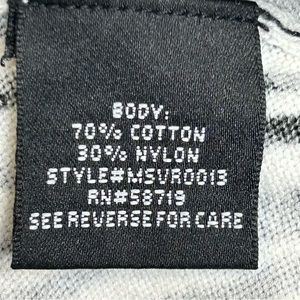 BODY:
70% COTTON
30% NYLON
STYLE#MSVR0013
RN#58719
SEE REVERSE FOR CARE